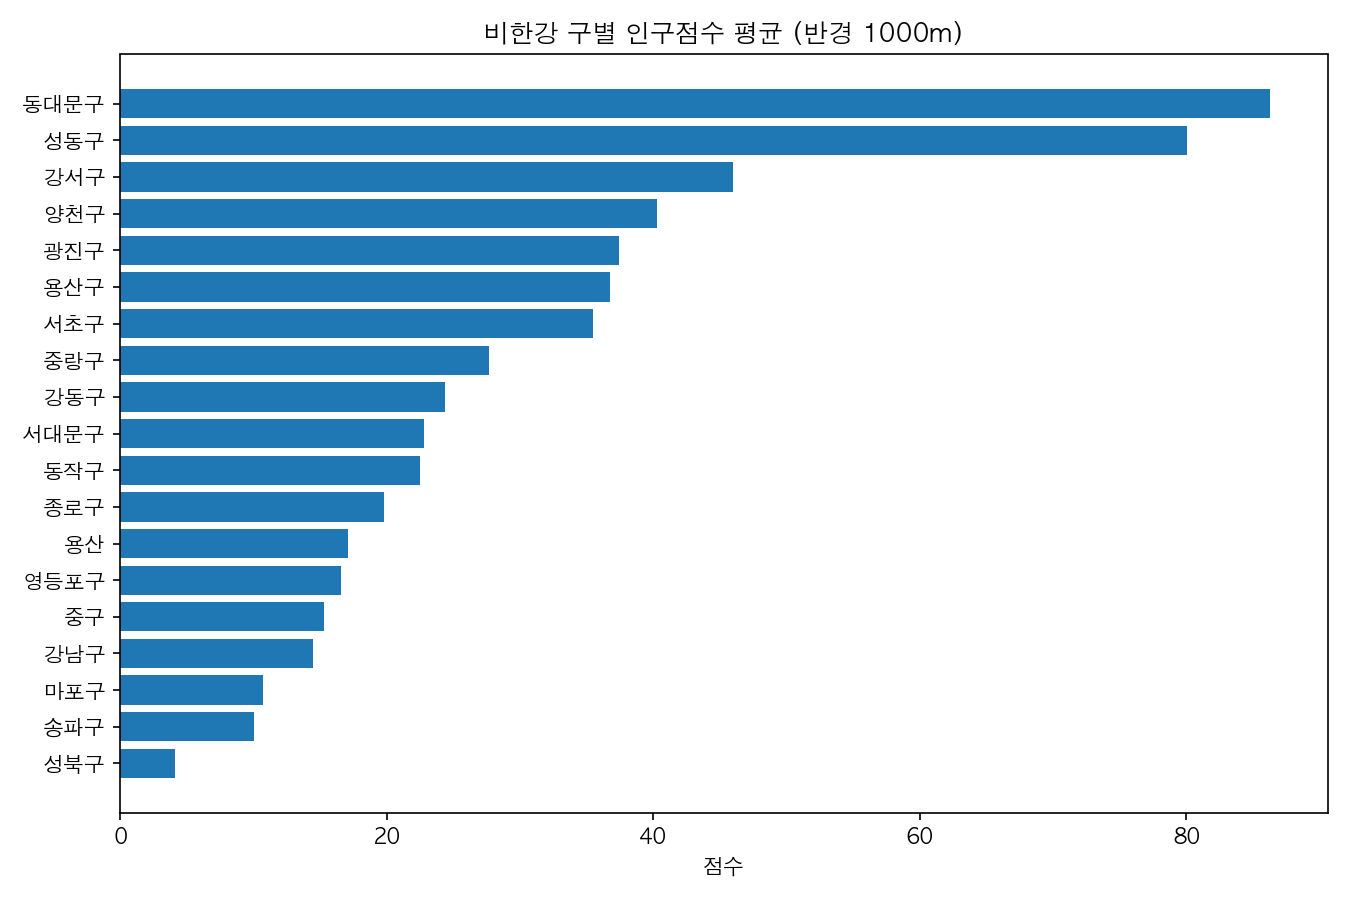 비한강 구별 인구점수 평균 (반경 1000m)
동대문구
성동구
강서구
양천구
광진구
용산구
서초구
중랑구
강동구
서대문구
동작구
종로구
용산
영등포구
중구
강남구
마포구
송파구
성북구
0 20 40 60 80
점수